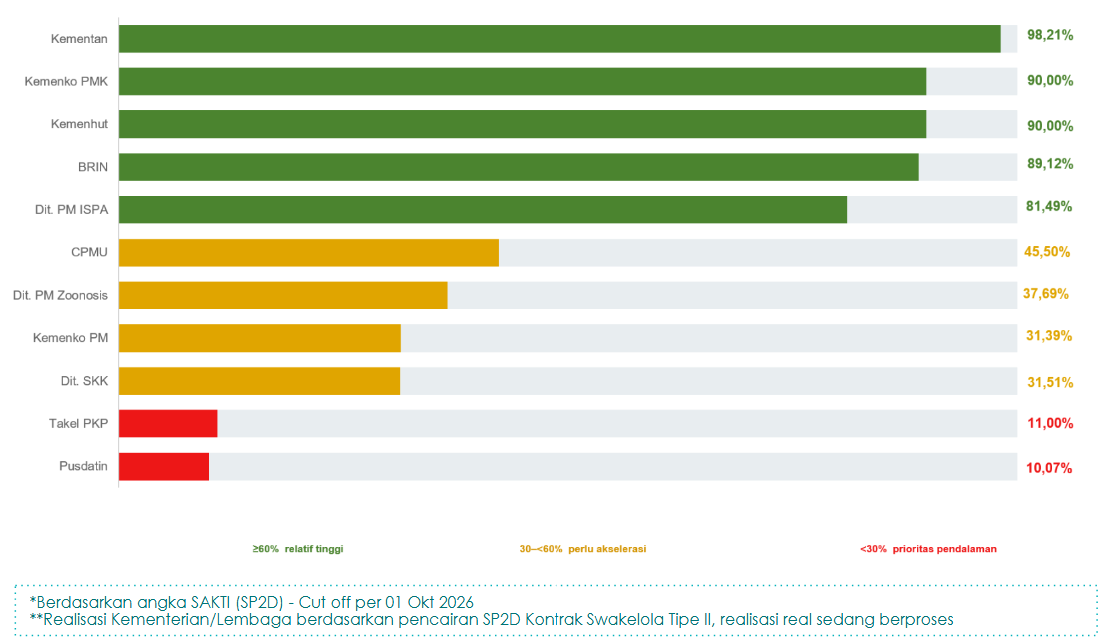 Kementan 98,21%
Kemenko PMK 90,00%
Kemenhut 90,00%
BRIN 89,12%
Dit. PM ISPA 81,49%
CPMU 45,50%
Dit. PM Zoonosis 37,69%
Kemenko PM 31,39%
Dit. SKK 31,51%
Takel PKP 11,00%
Pusdatin 10,07%
≥60% relatif tinggi 30–<60% perlu akselerasi <30% prioritas pendalaman
*Berdasarkan angka SAKTI (SP2D) - Cut off per 01 Okt 2026
**Realisasi Kementerian/Lembaga berdasarkan pencairan SP2D Kontrak Swakelola Tipe II, realisasi real sedang berproses